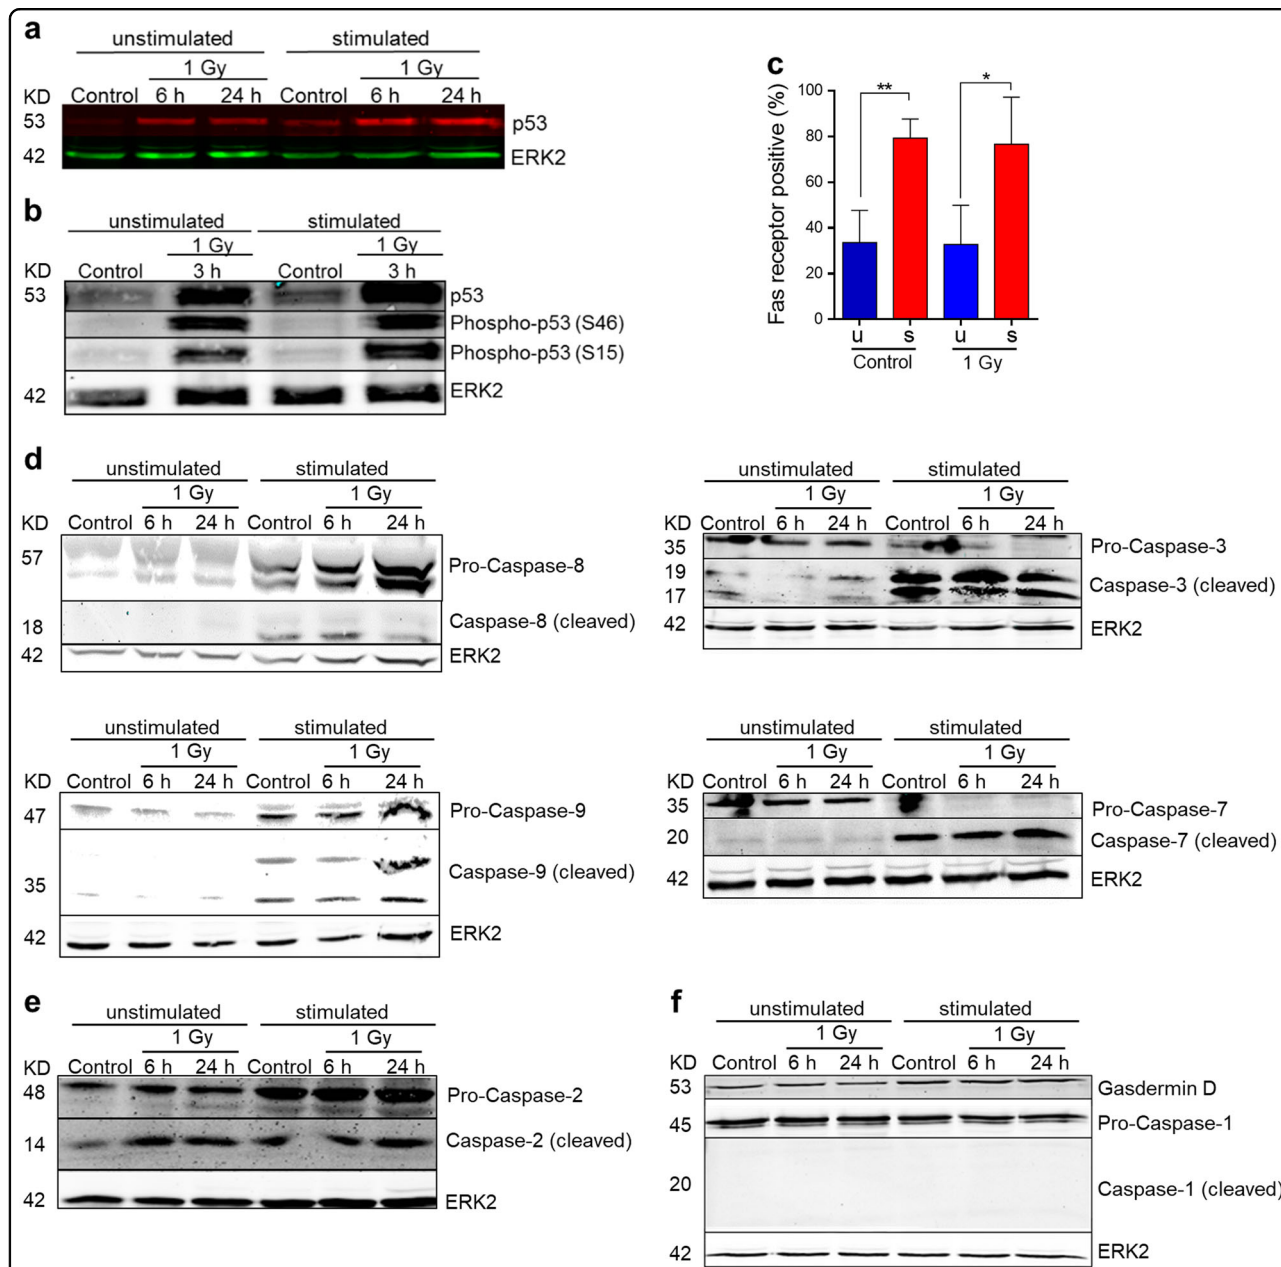 a
unstimulated stimulated
1 Gy 1 Gy
KD Control 6 h 24 h Control 6 h 24 h
53 p53
42 ERK2
b
unstimulated stimulated
1 Gy 1 Gy
KD Control 3 h Control 3 h
53 p53
Phospho-p53 (S46)
Phospho-p53 (S15)
42 ERK2
c
Fas receptor positive (%)
100
80
60
40
20
0
** *
u s u s
Control 1 Gy
d
unstimulated stimulated
1 Gy 1 Gy
KD Control 6 h 24 h Control 6 h 24 h
57 Pro-Caspase-8
18 Caspase-8 (cleaved)
42 ERK2
unstimulated stimulated
1 Gy 1 Gy
KD Control 6 h 24 h Control 6 h 24 h
35 Pro-Caspase-3
19
17 Caspase-3 (cleaved)
42 ERK2
unstimulated stimulated
1 Gy 1 Gy
KD Control 6 h 24 h Control 6 h 24 h
47 Pro-Caspase-9
35 Caspase-9 (cleaved)
42 ERK2
unstimulated stimulated
1 Gy 1 Gy
KD Control 6 h 24 h Control 6 h 24 h
35 Pro-Caspase-7
20 Caspase-7 (cleaved)
42 ERK2
e
unstimulated stimulated
1 Gy 1 Gy
KD Control 6 h 24 h Control 6 h 24 h
48 Pro-Caspase-2
14 Caspase-2 (cleaved)
42 ERK2
f
unstimulated stimulated
1 Gy 1 Gy
KD Control 6 h 24 h Control 6 h 24 h
53 Gasdermin D
45 Pro-Caspase-1
20 Caspase-1 (cleaved)
42 ERK2